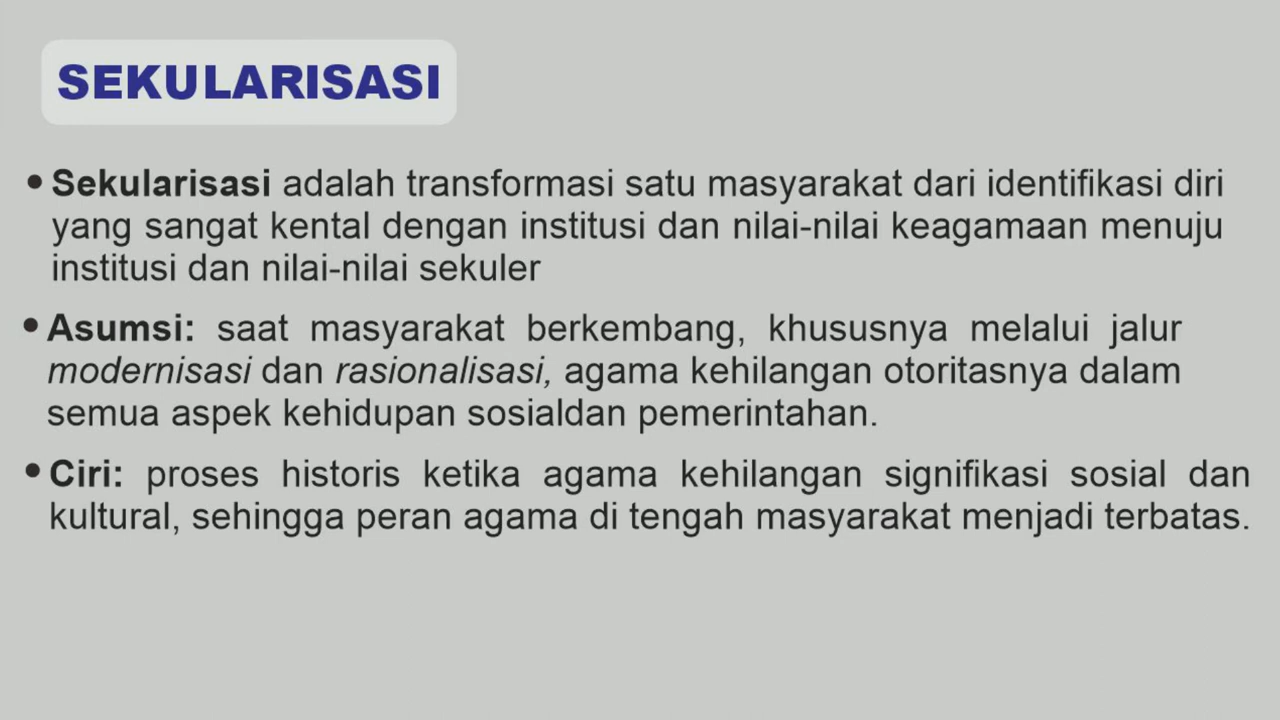 SEKULARISASI
• Sekularisasi adalah transformasi satu masyarakat dari identifikasi diri
yang sangat kental dengan institusi dan nilai-nilai keagamaan menuju
institusi dan nilai-nilai sekuler
• Asumsi: saat masyarakat berkembang, khususnya melalui jalur
modernisasi dan rasionalisasi, agama kehilangan otoritasnya dalam
semua aspek kehidupan sosialdan pemerintahan.
• Ciri: proses historis ketika agama kehilangan signifikasi sosial dan
kultural, sehingga peran agama di tengah masyarakat menjadi terbatas.